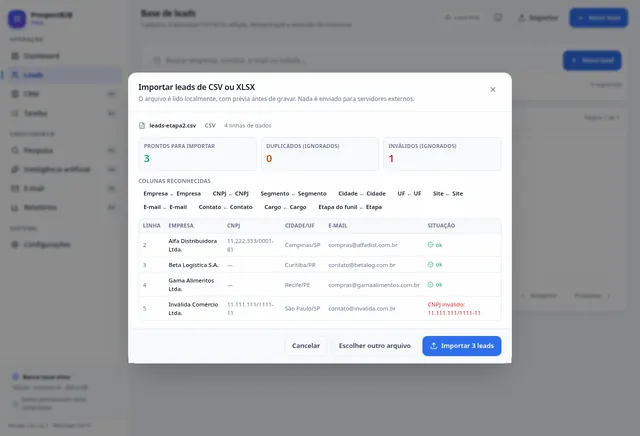 Prospect B2B
Base de leads
Importar
Novo lead
Dashboard
Leads
CRM
Tarefas
Pesquisa
Inteligência artificial
E-mail
Relatórios
Configurações
Importar leads de CSV ou XLSX
O arquivo é lido localmente, com prévia antes de gravar. Nada é enviado para servidores externos.
leads-etapa2.csv CSV 4 linhas de dados
PRONTOS PARA IMPORTAR DUPLICADOS (IGNORADOS) INVÁLIDOS (IGNORADOS)
3 0 1
COLUNAS RECONHECIDAS
Empresa ← Empresa CNPJ ← CNPJ Segmento ← Segmento Cidade ← Cidade UF ← UF Site ← Site
E-mail ← E-mail Contato ← Contato Cargo ← Cargo Etapa do funil ← Etapa
LINHA EMPRESA CNPJ CIDADE/UF E-MAIL SITUAÇÃO
2 Alfa Distribuidora Ltda. 11.222.333/0001-81 Campinas/SP compras@alfadist.com.br ok
3 Beta Logística S.A. — Curitiba/PR contato@betalog.com.br ok
4 Gama Alimentos Ltda. — Recife/PE compras@gamaalimentos.com.br ok
5 Inválida Comércio Ltda. 11.111.111/1111-11 São Paulo/SP contato@invalida.com.br CNPJ inválido: 11.111.111/1111-11
Cancelar Escolher outro arquivo Importar 3 leads